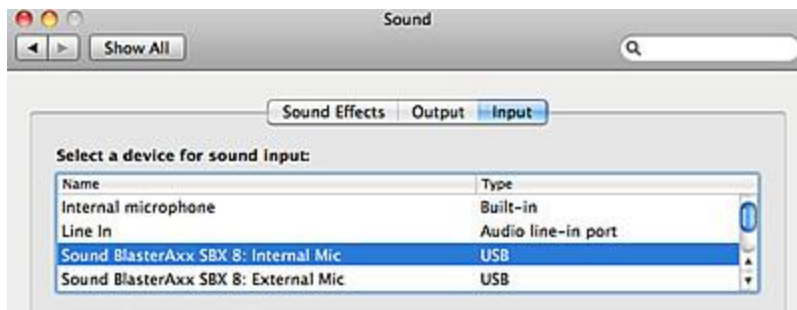 Sound
Show All
Sound Effects Output Input
Select a device for sound input:
Name Type
Internal microphone Built-in
Line In Audio line-in port
Sound BlasterAxx SBX 8: Internal Mic USB
Sound BlasterAxx SBX 8: External Mic USB